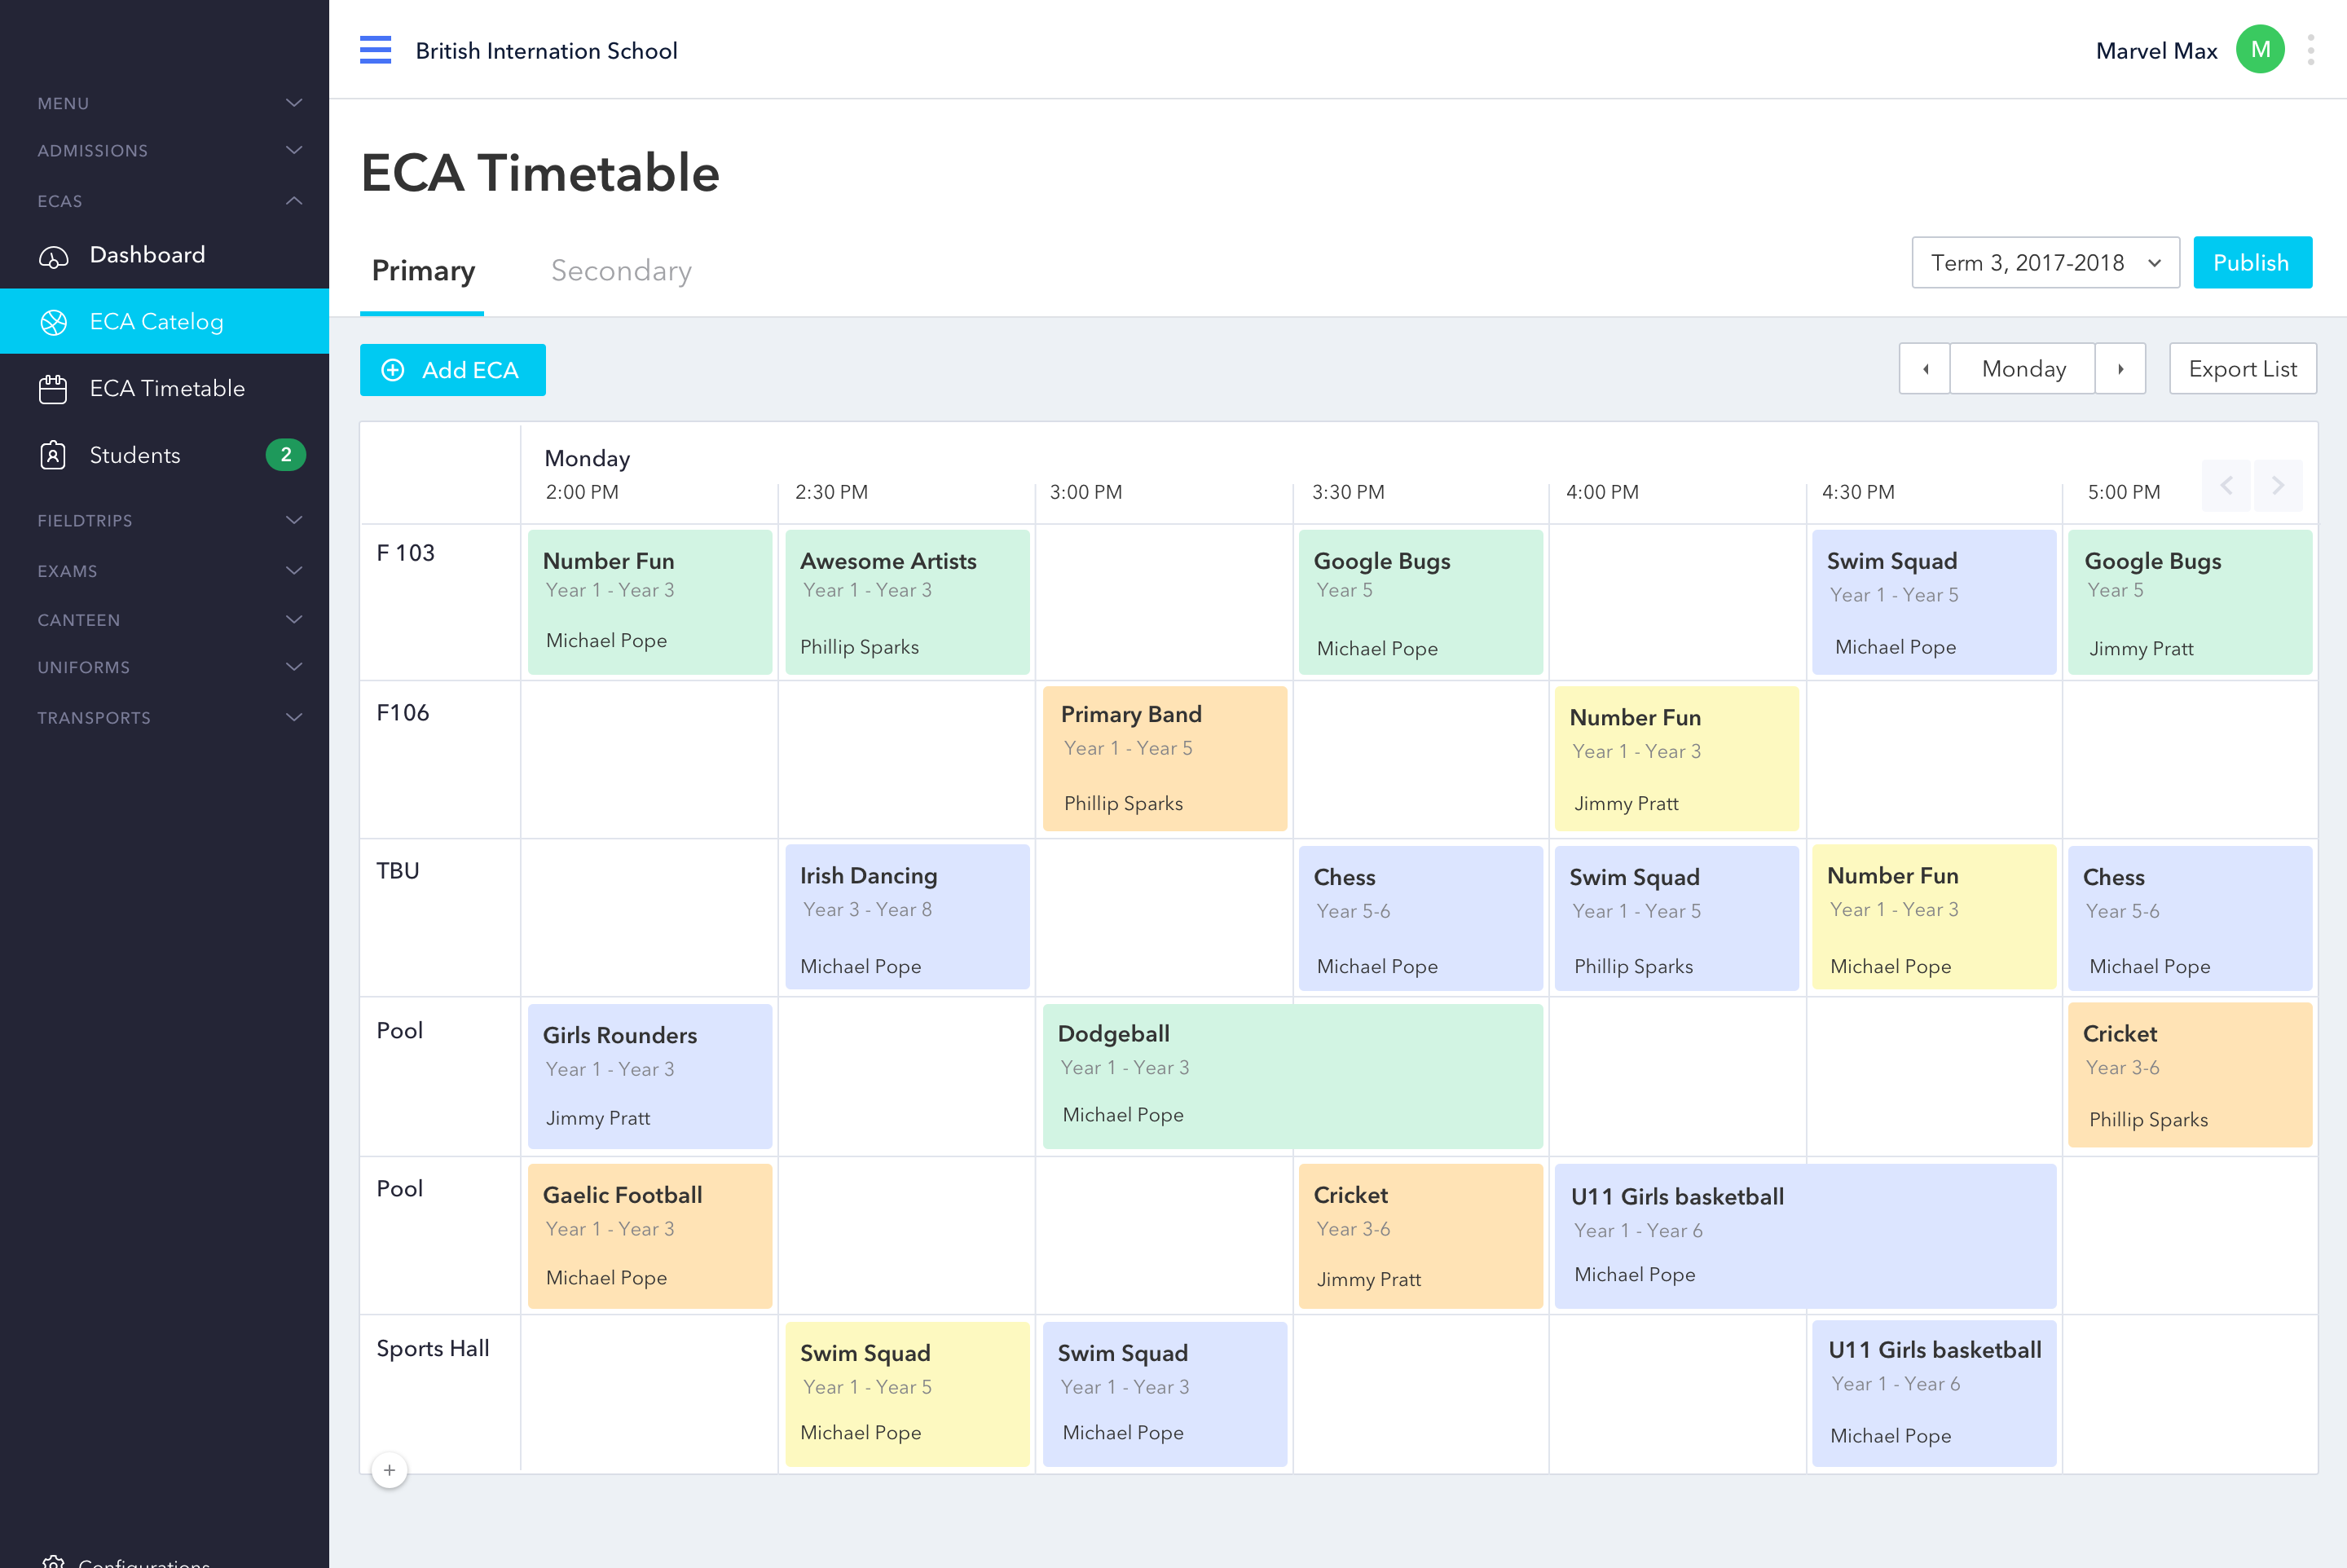 British Internation School
Marvel Max
M
MENU
ADMISSIONS
ECAS
Dashboard
ECA Catelog
ECA Timetable
Students
2
FIELDTRIPS
EXAMS
CANTEEN
UNIFORMS
TRANSPORTS
Configurations
ECA Timetable
Primary
Secondary
Term 3, 2017-2018
Publish
Add ECA
Monday
Export List
Monday
2:00 PM
2:30 PM
3:00 PM
3:30 PM
4:00 PM
4:30 PM
5:00 PM
F 103
Number Fun
Year 1 - Year 3
Michael Pope
Awesome Artists
Year 1 - Year 3
Phillip Sparks
Google Bugs
Year 5
Michael Pope
Swim Squad
Year 1 - Year 5
Michael Pope
Google Bugs
Year 5
Jimmy Pratt
F106
Primary Band
Year 1 - Year 5
Phillip Sparks
Number Fun
Year 1 - Year 3
Jimmy Pratt
TBU
Irish Dancing
Year 3 - Year 8
Michael Pope
Chess
Year 5-6
Michael Pope
Swim Squad
Year 1 - Year 5
Phillip Sparks
Number Fun
Year 1 - Year 3
Michael Pope
Chess
Year 5-6
Michael Pope
Pool
Girls Rounders
Year 1 - Year 3
Jimmy Pratt
Dodgeball
Year 1 - Year 3
Michael Pope
Cricket
Year 3-6
Phillip Sparks
Pool
Gaelic Football
Year 1 - Year 3
Michael Pope
Cricket
Year 3-6
Jimmy Pratt
U11 Girls basketball
Year 1 - Year 6
Michael Pope
Sports Hall
Swim Squad
Year 1 - Year 5
Michael Pope
Swim Squad
Year 1 - Year 3
Michael Pope
U11 Girls basketball
Year 1 - Year 6
Michael Pope